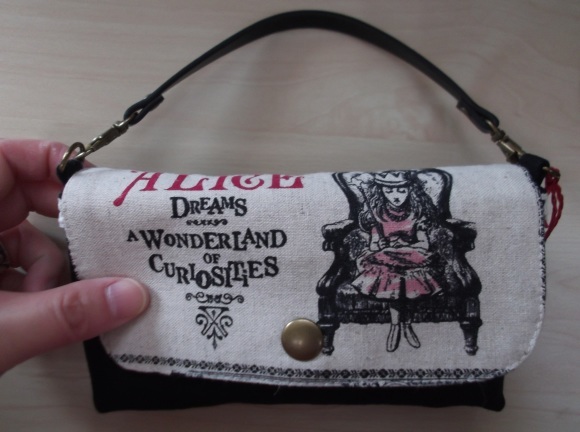 ALICE
DREAMS
A WONDERLAND
OF
CURIOSITIES